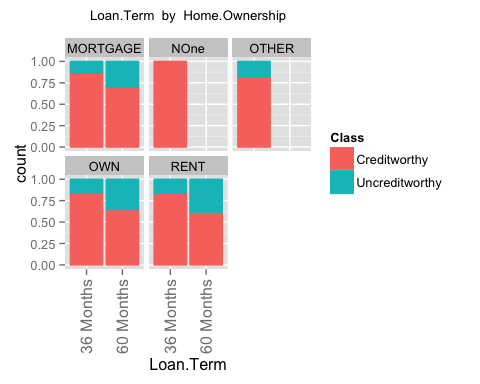 Loan.Term by Home.Ownership
MORTGAGE NOne OTHER
1.00
0.75
0.50
0.25
0.00
OWN RENT
1.00
0.75
0.50
0.25
0.00
count
36 Months 60 Months 36 Months 60 Months
Loan.Term
Class
Creditworthy
Uncreditworthy